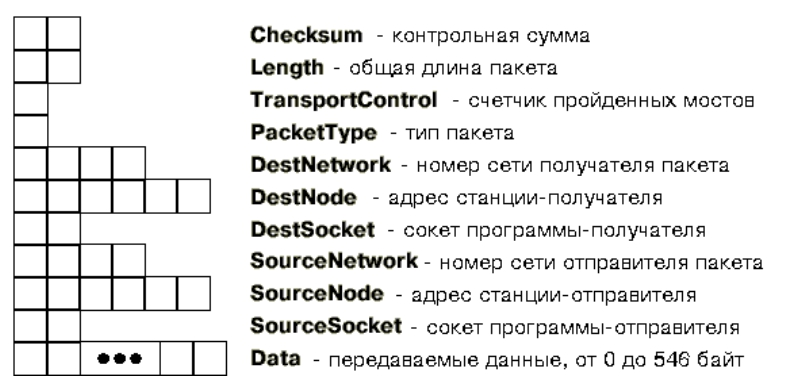 Checksum - контрольная сумма
Length - общая длина пакета
TransportControl - счетчик пройденных мостов
PacketType - тип пакета
DestNetwork - номер сети получателя пакета
DestNode - адрес станции-получателя
DestSocket - сокет программы-получателя
SourceNetwork - номер сети отправителя пакета
SourceNode - адрес станции-отправителя
SourceSocket - сокет программы-отправителя
Data - передаваемые данные, от 0 до 546 байт